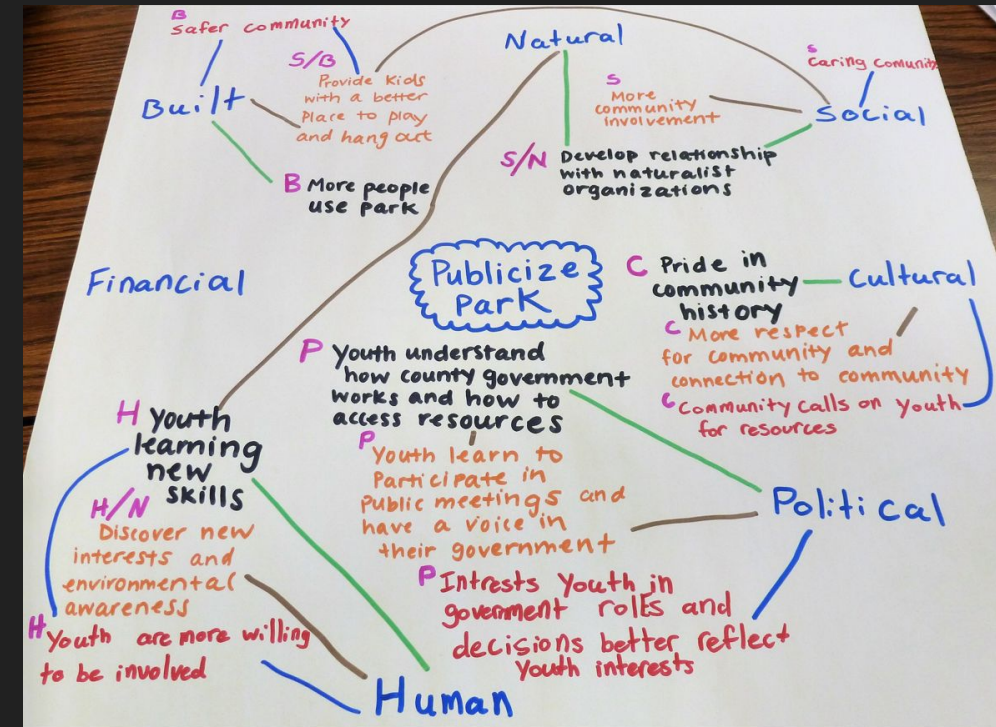 B
Safer community
S/B
Provide Kids
with a better
Place to play
and hang out
Built
B More people
use park
Natural
S
More
community
involvement
S
Caring Comunity
Social
S/N Develop relationship
with naturalist
organizations
Financial
Publicize
Park
C Pride in
community
history
Cultural
C More respect
for community and
connection to community
C Community calls on youth
for resources
P Youth understand
how county government
works and how to
access resources
P
Youth learn to
Participate in
Public meetings and
have a voice in
their government
Political
P Intrests Youth in
government roles and
decisions better reflect
Youth interests
H Youth
learning
new
skills
H/N
Discover new
interests and
environmental
awareness
H Youth are more willing
to be involved
Human